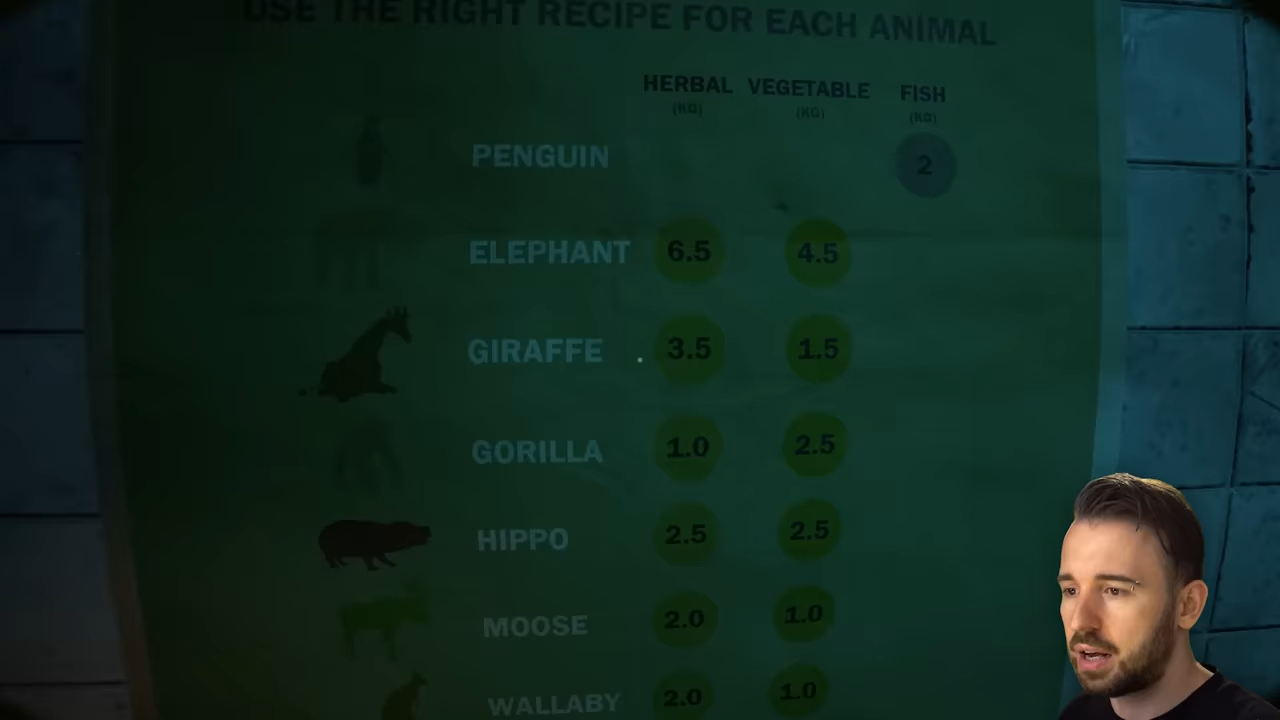 USE THE RIGHT RECIPE FOR EACH ANIMAL
HERBAL VEGETABLE FISH
(KG) (KG) (KG)
PENGUIN 2
ELEPHANT 6.5 4.5
GIRAFFE 3.5 1.5
GORILLA 1.0 2.5
HIPPO 2.5 2.5
MOOSE 2.0 1.0
WALLABY 2.0 1.0